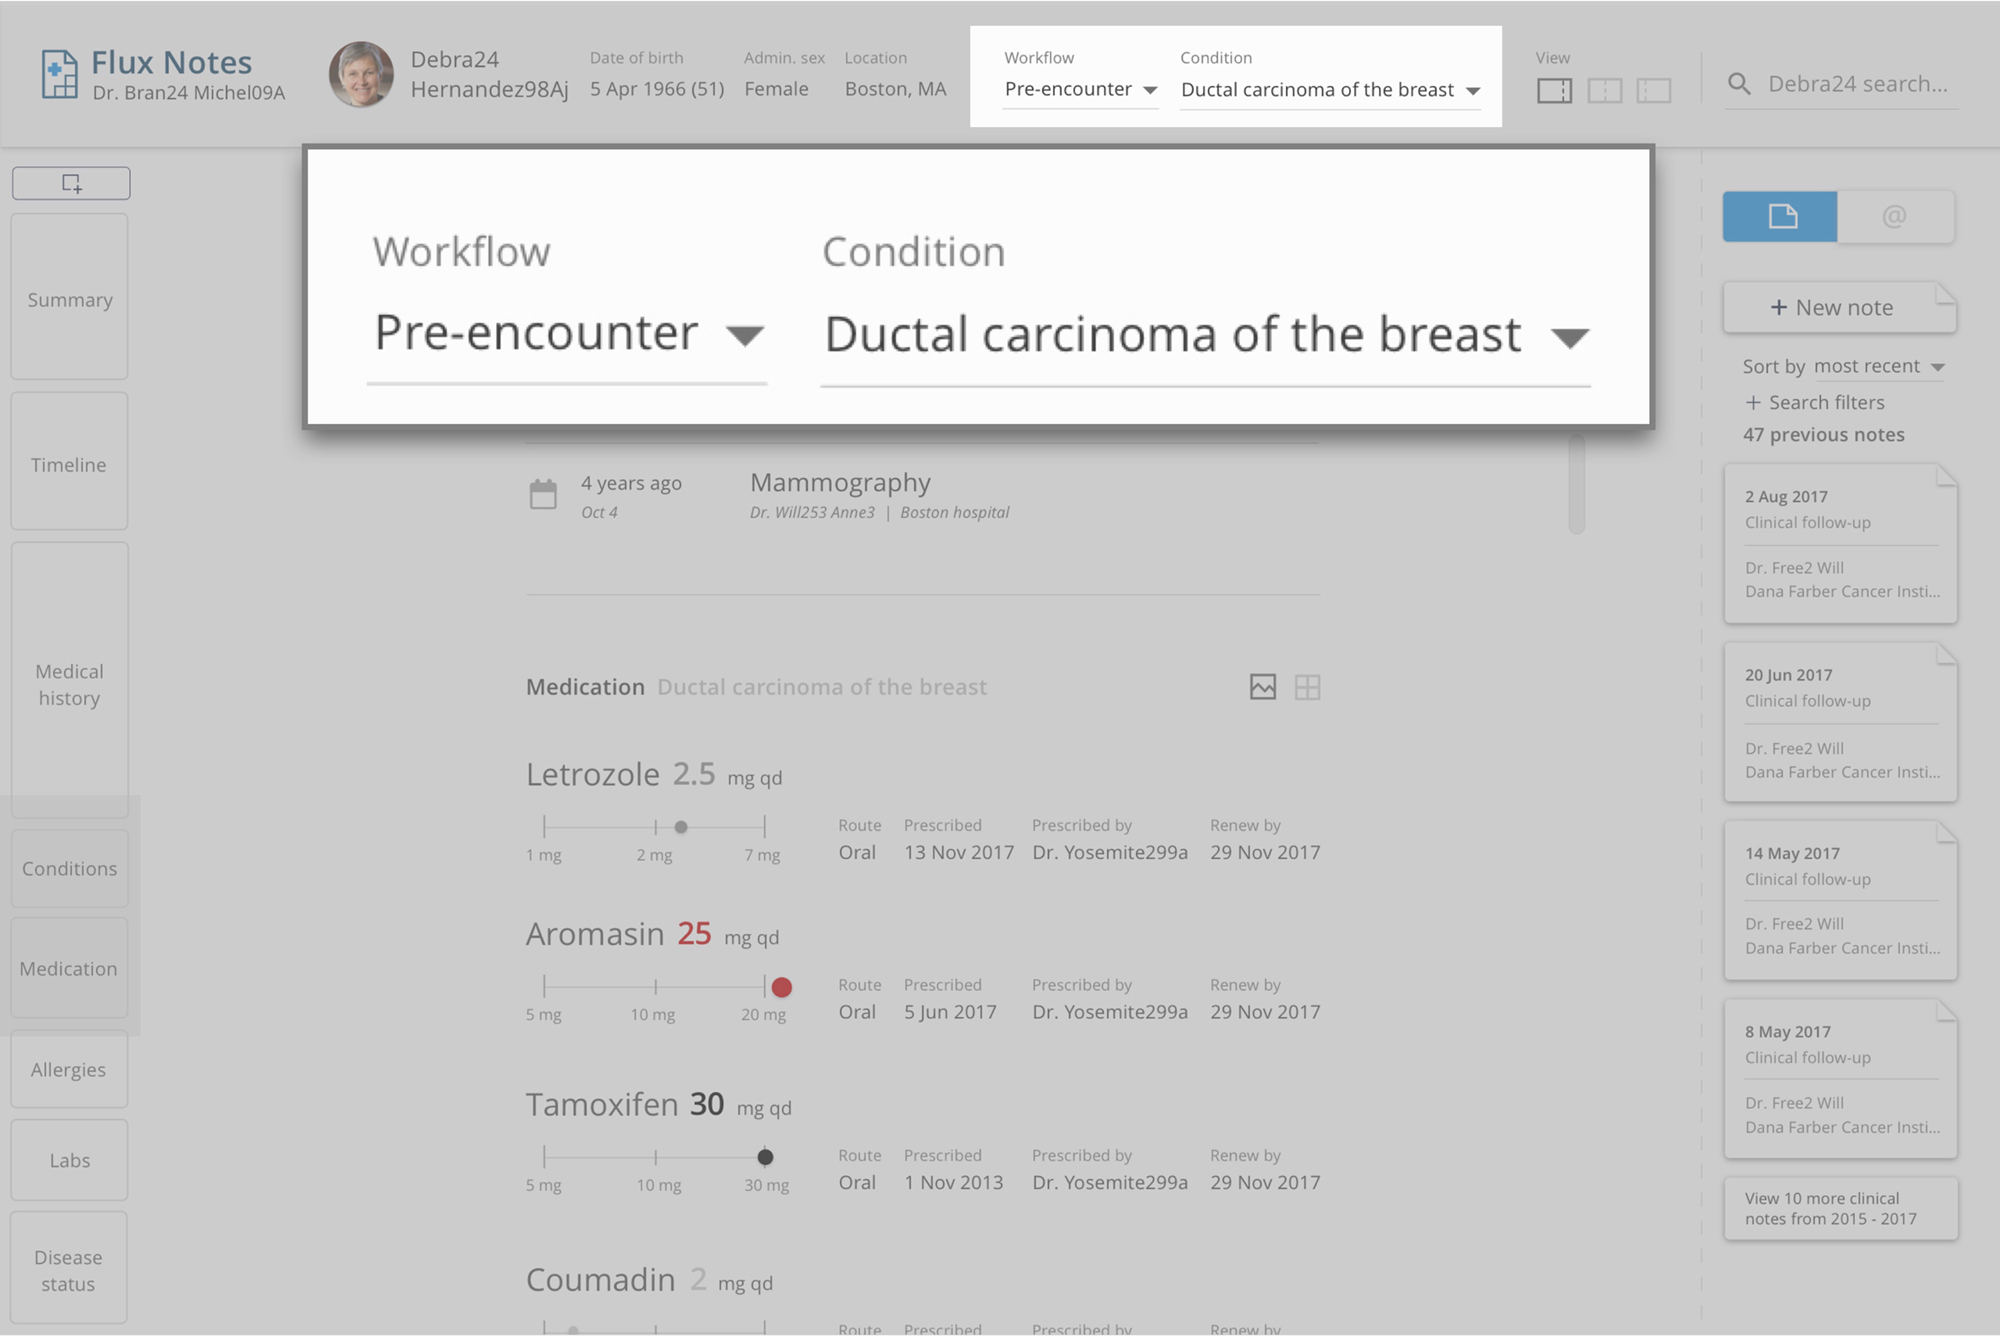 Flux Notes
Dr. Bran24 Michel09A
Debra24
Hernandez98Aj
Date of birth
5 Apr 1966 (51)
Admin. sex
Female
Location
Boston, MA
Workflow
Pre-encounter
Condition
Ductal carcinoma of the breast
View
Debra24 search...
Workflow
Pre-encounter
Condition
Ductal carcinoma of the breast
Summary
Timeline
Medical
history
Conditions
Medication
Allergies
Labs
Disease
status
4 years ago
Oct 4
Mammography
Dr. Will253 Anne3 | Boston hospital
Medication Ductal carcinoma of the breast
Letrozole 2.5 mg qd
1 mg 2 mg 7 mg
Route Prescribed Prescribed by Renew by
Oral 13 Nov 2017 Dr. Yosemite299a 29 Nov 2017
Aromasin 25 mg qd
5 mg 10 mg 20 mg
Route Prescribed Prescribed by Renew by
Oral 5 Jun 2017 Dr. Yosemite299a 29 Nov 2017
Tamoxifen 30 mg qd
5 mg 10 mg 30 mg
Route Prescribed Prescribed by Renew by
Oral 1 Nov 2013 Dr. Yosemite299a 29 Nov 2017
Coumadin 2 mg qd
Route Prescribed Prescribed by Renew by
@
+ New note
Sort by most recent
+ Search filters
47 previous notes
2 Aug 2017
Clinical follow-up
Dr. Free2 Will
Dana Farber Cancer Insti...
20 Jun 2017
Clinical follow-up
Dr. Free2 Will
Dana Farber Cancer Insti...
14 May 2017
Clinical follow-up
Dr. Free2 Will
Dana Farber Cancer Insti...
8 May 2017
Clinical follow-up
Dr. Free2 Will
Dana Farber Cancer Insti...
View 10 more clinical
notes from 2015 - 2017